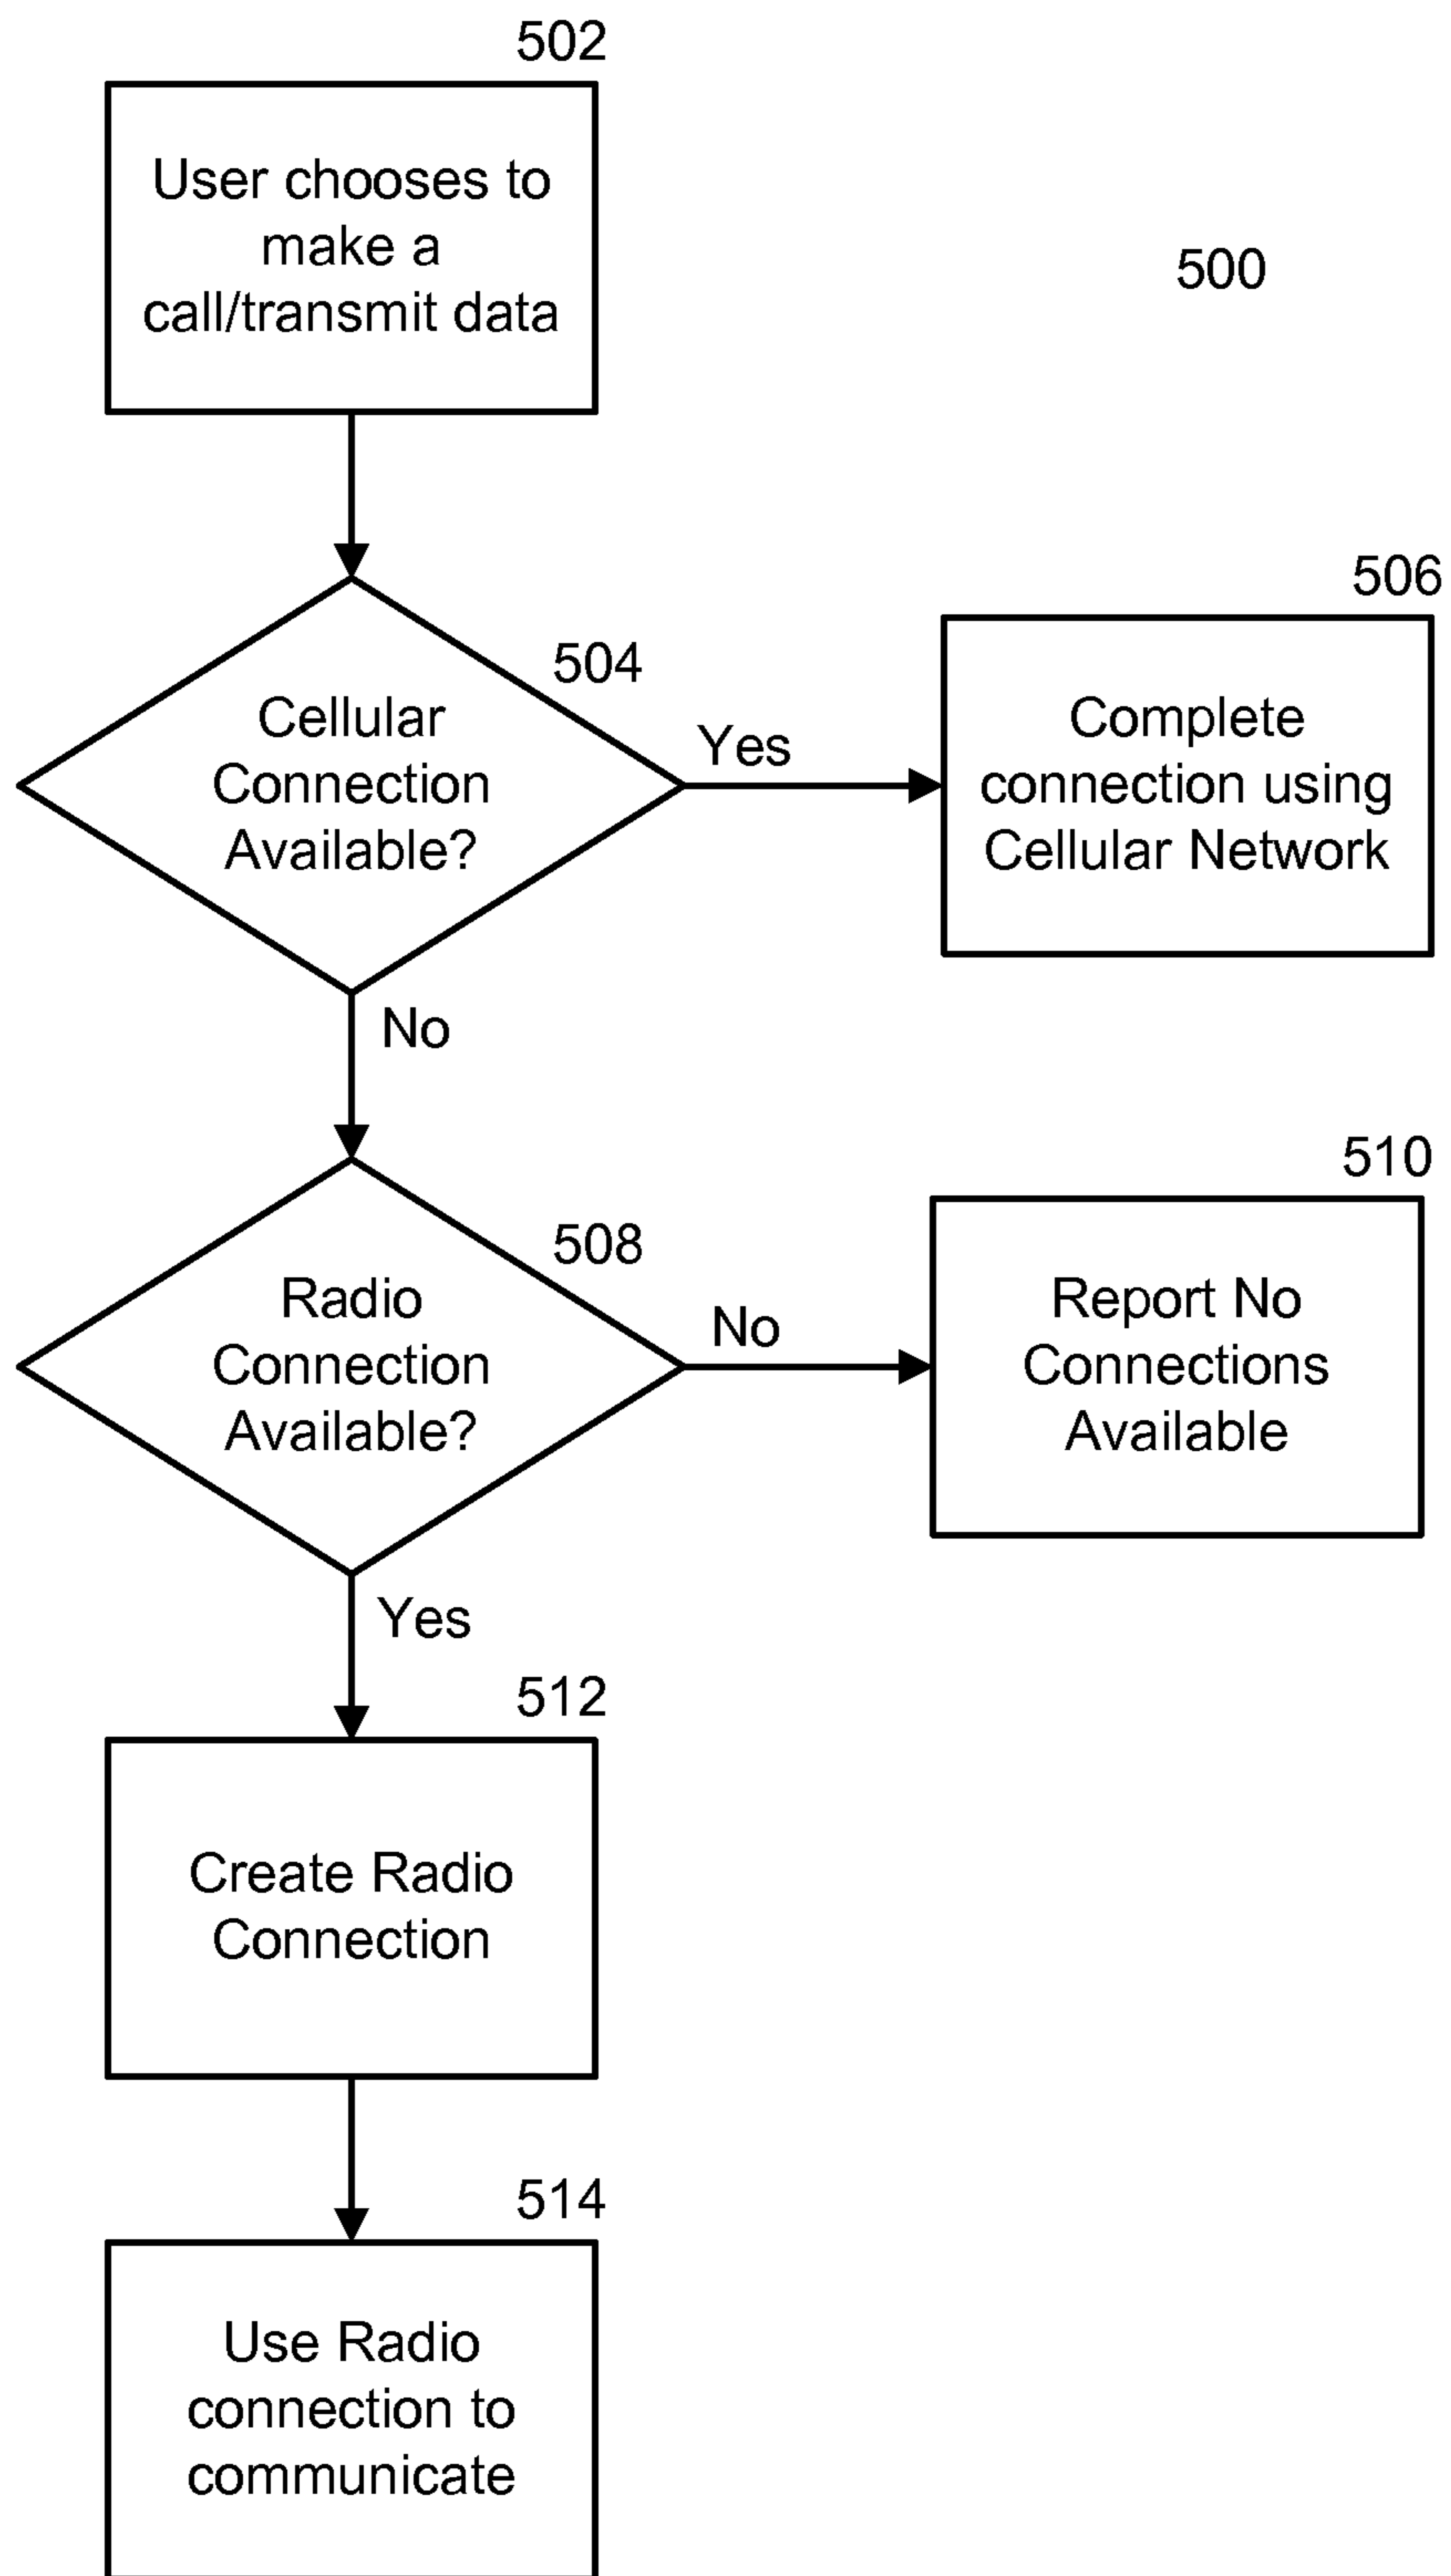 502
User chooses to
make a
call/transmit data
500
504
Cellular
Connection
Available?
Yes
506
Complete
connection using
Cellular Network
No
508
Radio
Connection
Available?
No
510
Report No
Connections
Available
Yes
512
Create Radio
Connection
514
Use Radio
connection to
communicate